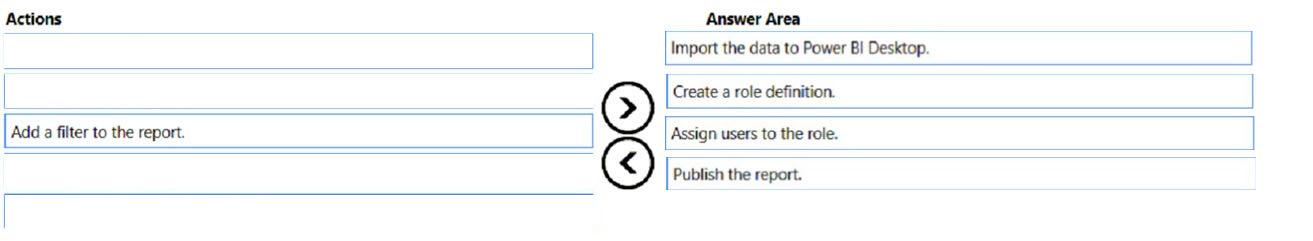 Actions
Answer Area
Import the data to Power BI Desktop.
Create a role definition.
Add a filter to the report.
Assign users to the role.
Publish the report.